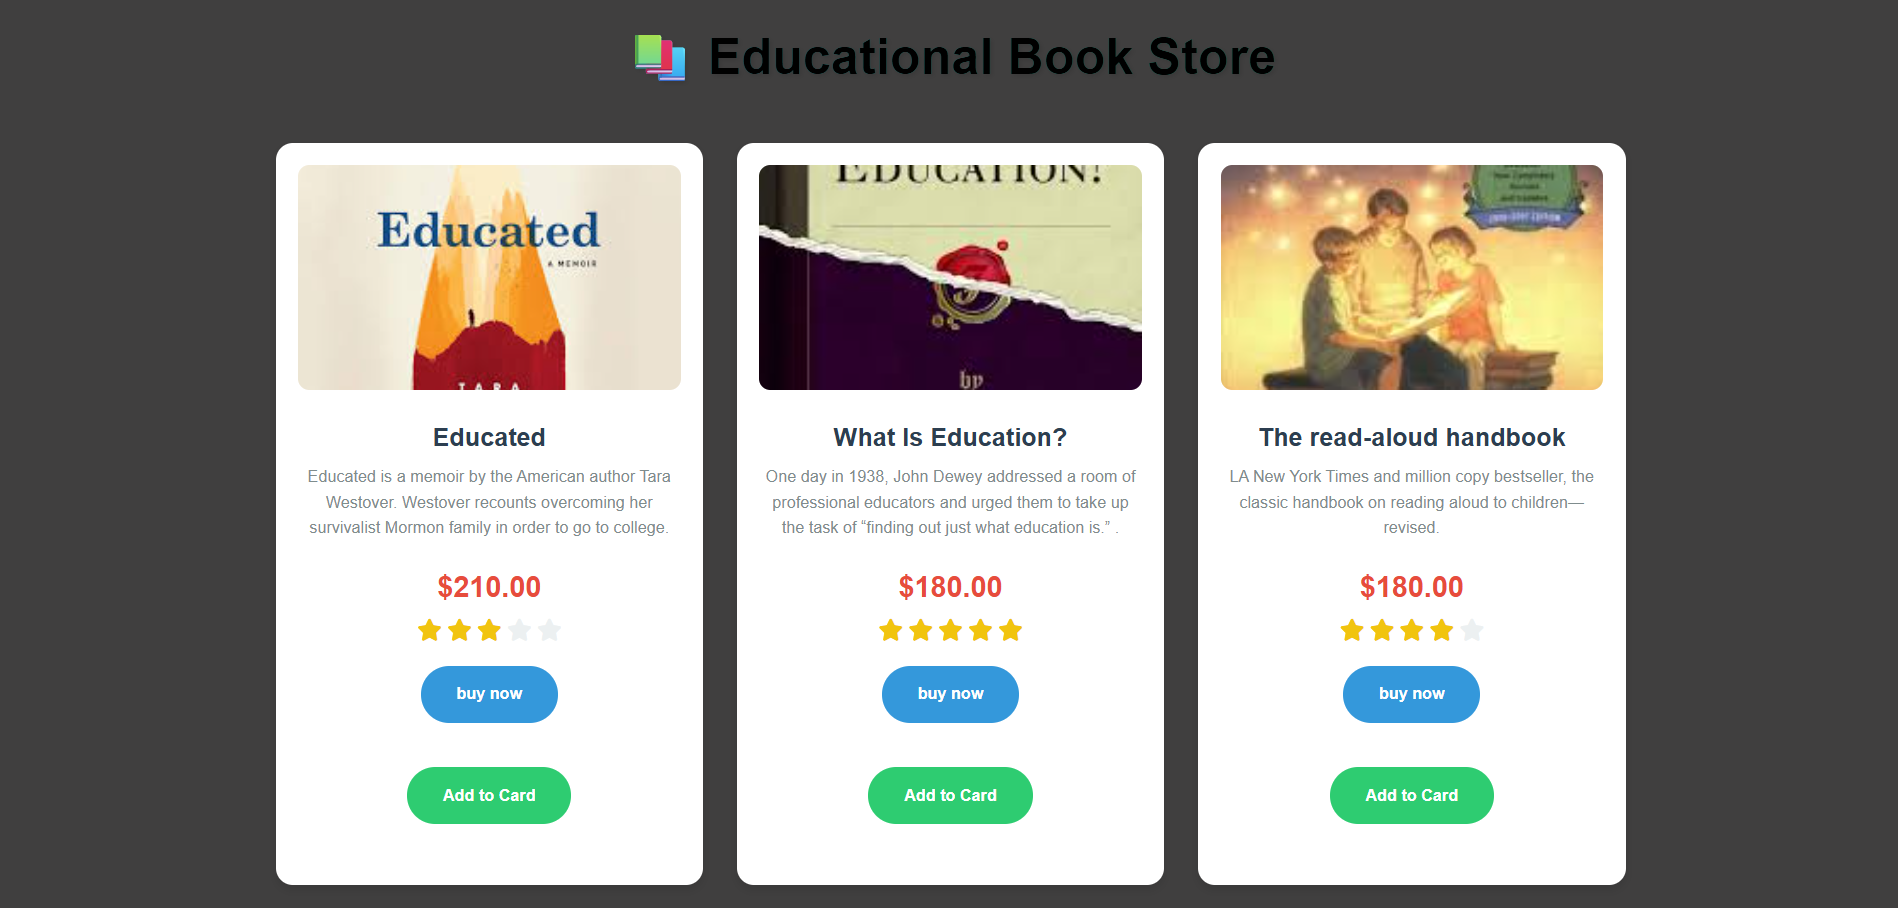 Educational Book Store
Educated
A MEMOIR
TARA
Educated
Educated is a memoir by the American author Tara
Westover. Westover recounts overcoming her
survivalist Mormon family in order to go to college.
$210.00
buy now
Add to Card
EDUCATION!
by
What Is Education?
One day in 1938, John Dewey addressed a room of
professional educators and urged them to take up
the task of “finding out just what education is.” .
$180.00
buy now
Add to Card
The read-aloud handbook
LA New York Times and million copy bestseller, the
classic handbook on reading aloud to children—
revised.
$180.00
buy now
Add to Card